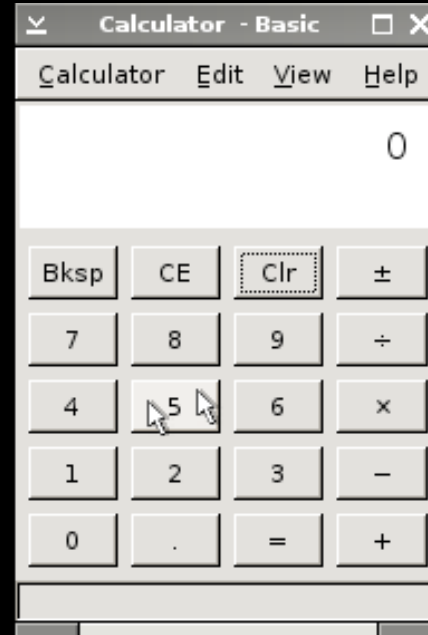 Calculator - Basic
Calculator Edit View Help
0
Bksp CE Clr ±
7 8 9 ÷
4 5 6 ×
1 2 3 −
0 . = +